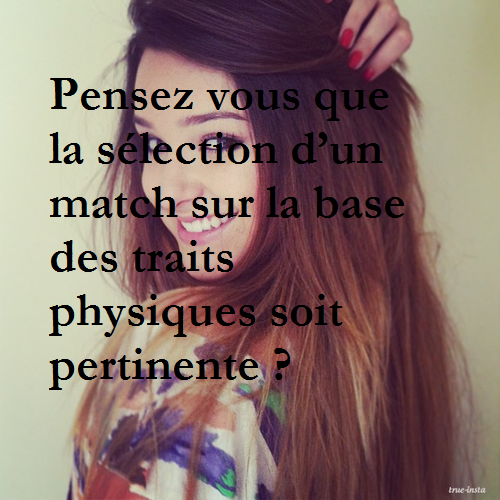 Pensez vous que
la sélection d’un
match sur la base
des traits
physiques soit
pertinente ?
true-insta